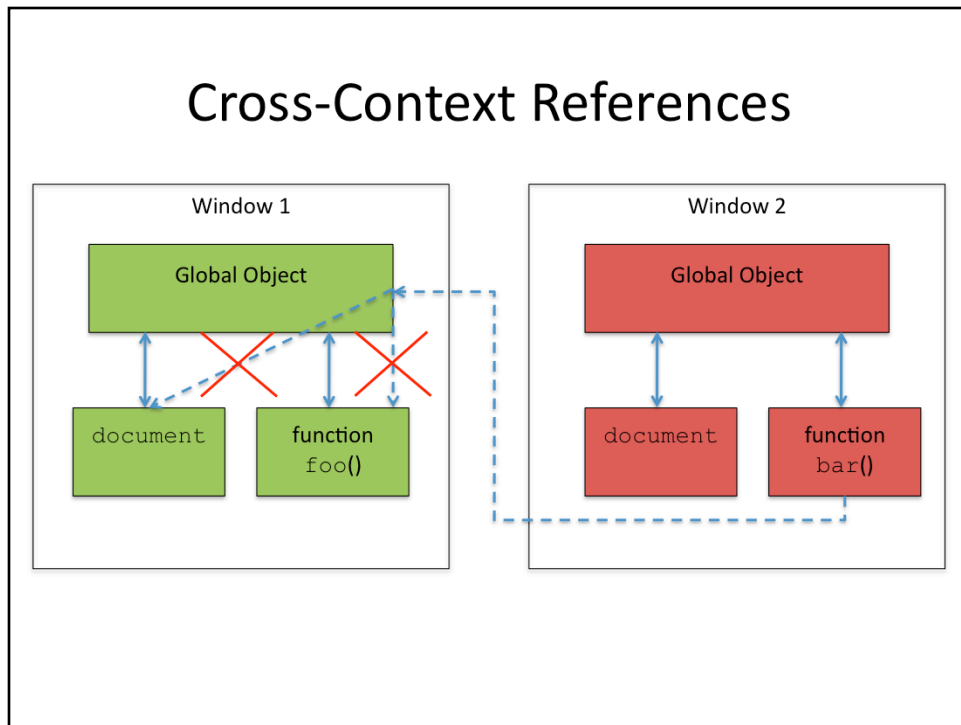 Cross-Context References
Window 1
Global Object
document
function
foo()
Window 2
Global Object
document
function
bar()